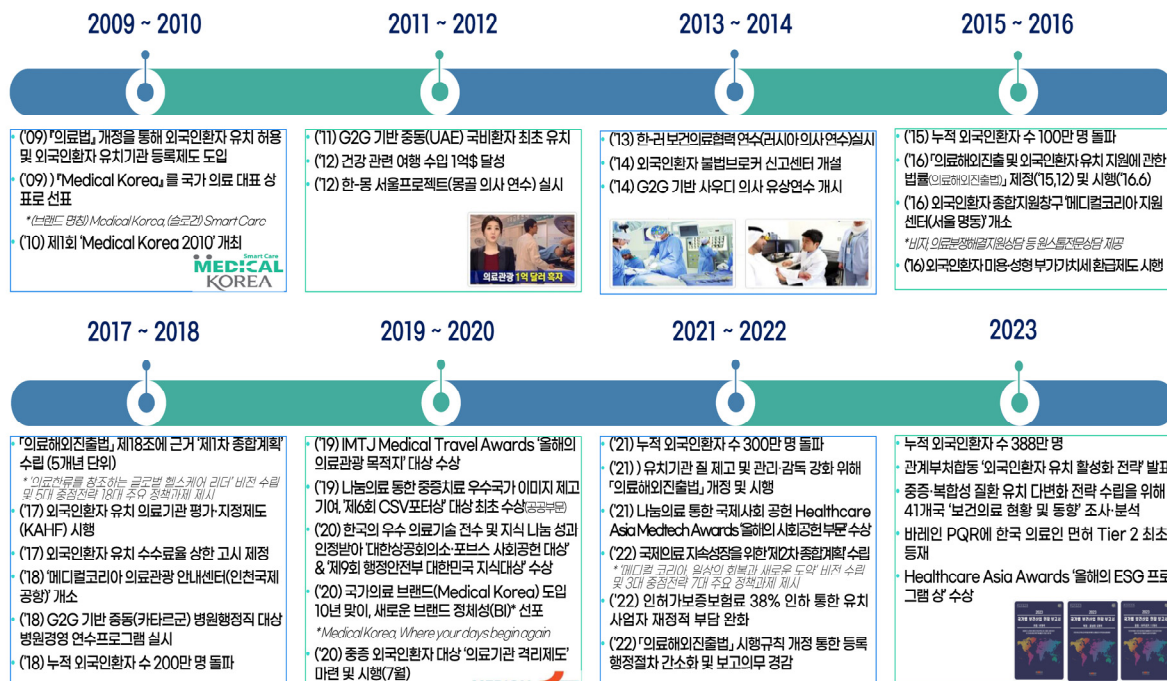 2009 ~ 2010
2011 ~ 2012
2013 ~ 2014
2015 ~ 2016
• ('09)『의료법』 개정을 통해 외국인환자 유치 허용
및 외국인환자 유치기관 등록제도 도입
• ('09) )『Medical Korea』를 국가 의료 대표 상
표로 선표
*(브랜드 명칭) Medical Korea, (슬로건) Smart Care
• ('10) 제1회 'Medical Korea 2010' 개최
Smart Care
MEDICAL
KOREA
• ('11) G2G 기반 중동(UAE) 국비환자 최초 유치
• ('12) 건강 관련 여행 수입 1억$ 달성
• ('12) 한-몽 서울프로젝트(몽골 의사 연수) 실시
의료관광 1억 달러 흑자
• ('13) 한-러 보건의료협력 연수(러시아 의사 연수)실시
• ('14) 외국인환자 불법브로커 신고센터 개설
• ('14) G2G 기반 사우디 의사 유상연수 개시
• ('15) 누적 외국인환자 수 100만 명 돌파
• ('16)「의료해외진출 및 외국인환자 유치 지원에 관한
법률(의료해외진출법)」 제정('15,12) 및 시행('16.6)
• ('16) 외국인환자 종합지원창구 '메디컬코리아 지원
센터(서울 명동)' 개소
*비자, 의료분쟁해결지원상담 등 원스톱전문상담 제공
• ('16) 외국인환자 미용·성형 부가가치세 환급제도 시행
2017 ~ 2018
2019 ~ 2020
2021 ~ 2022
2023
• 「의료해외진출법」 제18조에 근거 '제1차 종합계획'
수립 (5개년 단위)
* '의료한류를 창조하는 글로벌 헬스케어 리더' 비전 수립
및 5대 중점전략 18대 주요 정책과제 제시
• ('17) 외국인환자 유치 의료기관 평가·지정제도
(KAHF) 시행
• ('17) 외국인환자 유치 수수료율 상한 고시 제정
• ('18) '메디컬코리아 의료관광 안내센터(인천국제
공항)' 개소
• ('18) G2G 기반 중동(카타르군) 병원행정직 대상
병원경영 연수프로그램 실시
• ('18) 누적 외국인환자 수 200만 명 돌파
• ('19) IMTJ Medical Travel Awards '올해의
의료관광 목적지' 대상 수상
• ('19) 나눔의료 통한 중증치료 우수국가 이미지 제고
기여, '제6회 CSV포터상' 대상 최초 수상(공공부문)
• ('20) 한국의 우수 의료기술 전수 및 지식 나눔 성과
인정받아 '대한상공회의소·포브스 사회공헌 대상'
& '제9회 행정안전부 대한민국 지식대상' 수상
• ('20) 국가의료 브랜드(Medical Korea) 도입
10년 맞이, 새로운 브랜드 정체성(BI)* 선포
*Medical Korea, Where your days begin again
• ('20) 중증 외국인환자 대상 '의료기관 격리제도'
마련 및 시행(7월)
• ('21) 누적 외국인환자 수 300만 명 돌파
• ('21) ) 유치기관 질 제고 및 관리·감독 강화 위해
「의료해외진출법」 개정 및 시행
• ('21) 나눔의료 통한 국제사회 공헌 Healthcare
Asia Medtech Awards '올해의 사회공헌 부문' 수상
• ('22) 국제의료 지속성장을 위한 '제2차 종합계획' 수립
* '메디컬 코리아, 일상의 회복과 새로운 도약' 비전 수립
및 3대 중점전략 7대 주요 정책과제 제시
• ('22) 인허가보증보험료 38% 인하 통한 유치
사업자 재정적 부담 완화
• ('22)「의료해외진출법」 시행규칙 개정 통한 등록
행정절차 간소화 및 보고의무 경감
• 누적 외국인환자 수 388만 명
• 관계부처합동 '외국인환자 유치 활성화 전략' 발표
• 중증·복합성 질환 유치 다변화 전략 수립을 위해
41개국 '보건의료 현황 및 동향' 조사·분석
• 바레인 PQR에 한국 의료인 면허 Tier 2 최초
등재
• Healthcare Asia Awards '올해의 ESG 프로
그램 상' 수상